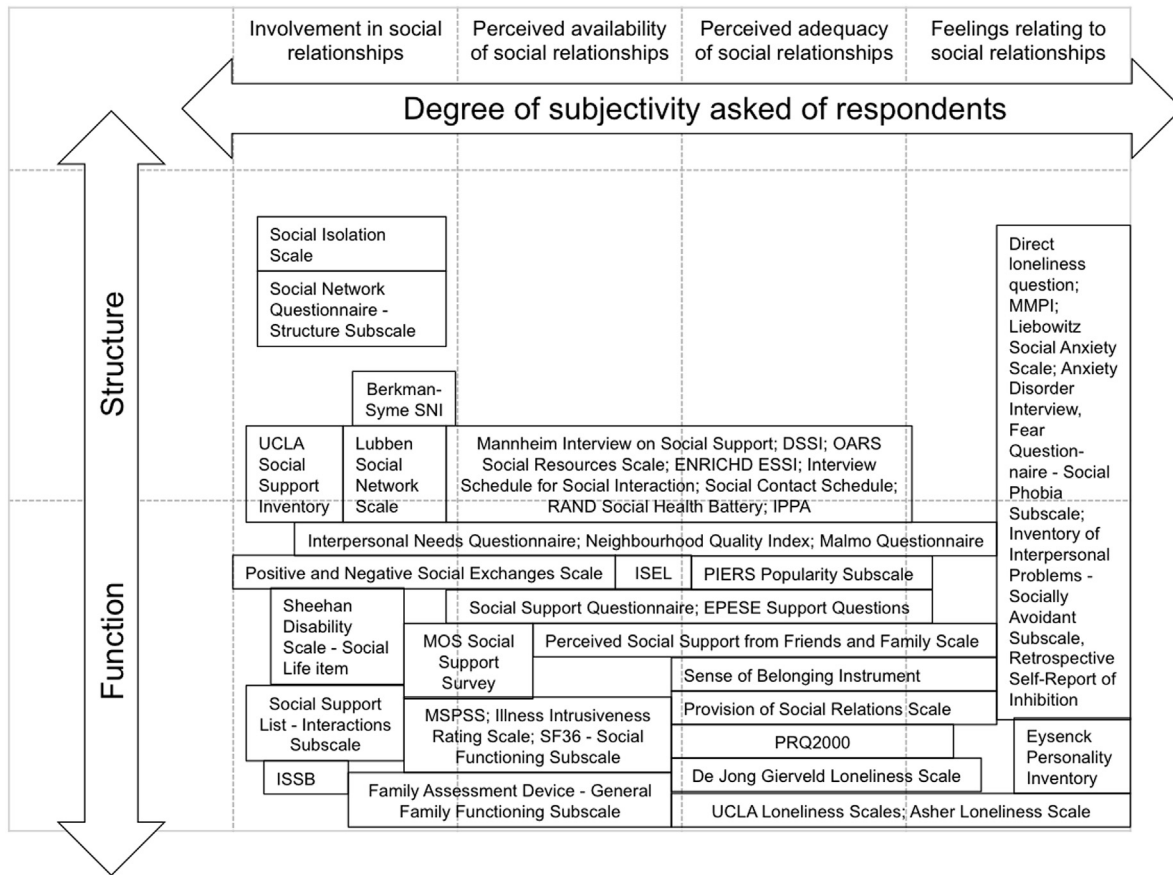 Involvement in social
relationships
Perceived availability
of social relationships
Perceived adequacy
of social relationships
Feelings relating to
social relationships
Degree of subjectivity asked of respondents
Structure
Function
Social Isolation
Scale
Social Network
Questionnaire -
Structure Subscale
Berkman-
Syme SNI
UCLA
Social
Support
Inventory
Lubben
Social
Network
Scale
Mannheim Interview on Social Support; DSSI; OARS
Social Resources Scale; ENRICHD ESSI; Interview
Schedule for Social Interaction; Social Contact Schedule;
RAND Social Health Battery; IPPA
Interpersonal Needs Questionnaire; Neighbourhood Quality Index; Malmo Questionnaire
Positive and Negative Social Exchanges Scale
ISEL
PIERS Popularity Subscale
Social Support Questionnaire; EPESE Support Questions
Sheehan
Disability
Scale - Social
Life item
MOS Social
Support
Survey
Perceived Social Support from Friends and Family Scale
Sense of Belonging Instrument
Social Support
List - Interactions
Subscale
MSPSS; Illness Intrusiveness
Rating Scale; SF36 - Social
Functioning Subscale
Provision of Social Relations Scale
PRQ2000
ISSB
De Jong Gierveld Loneliness Scale
Family Assessment Device - General
Family Functioning Subscale
UCLA Loneliness Scales; Asher Loneliness Scale
Direct
loneliness
question;
MMPI;
Liebowitz
Social Anxiety
Scale; Anxiety
Disorder
Interview,
Fear
Question-
naire - Social
Phobia
Subscale;
Inventory of
Interpersonal
Problems -
Socially
Avoidant
Subscale,
Retrospective
Self-Report of
Inhibition
Eysenck
Personality
Inventory